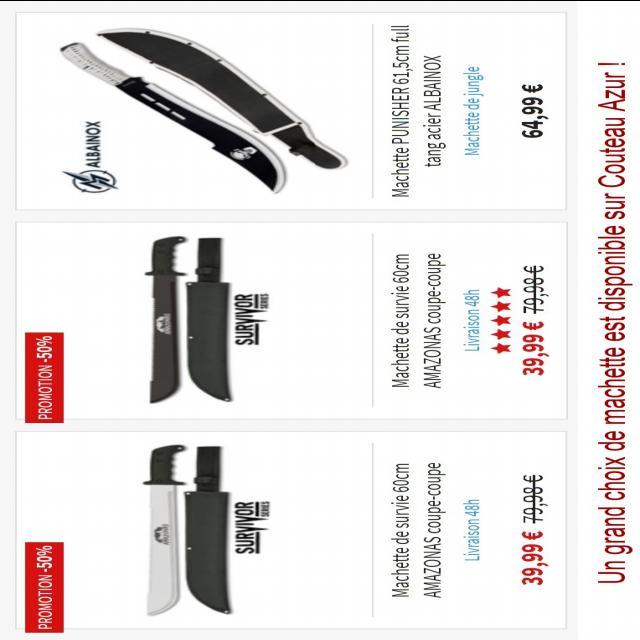 PROMOTION -50%
SURVIVOR
SERIES
Machette de survie 60cm
AMAZONAS coupe-coupe
Livraison 48h
39,99 € 79,98 €
PROMOTION -50%
SURVIVOR
SERIES
Machette de survie 60cm
AMAZONAS coupe-coupe
Livraison 48h
39,99 € 79,98 €
ALBAINOX
Machette PUNISHER 61,5cm full
tang acier ALBAINOX
Machette de jungle
64,99 €
Un grand choix de machette est disponible sur Couteau Azur !